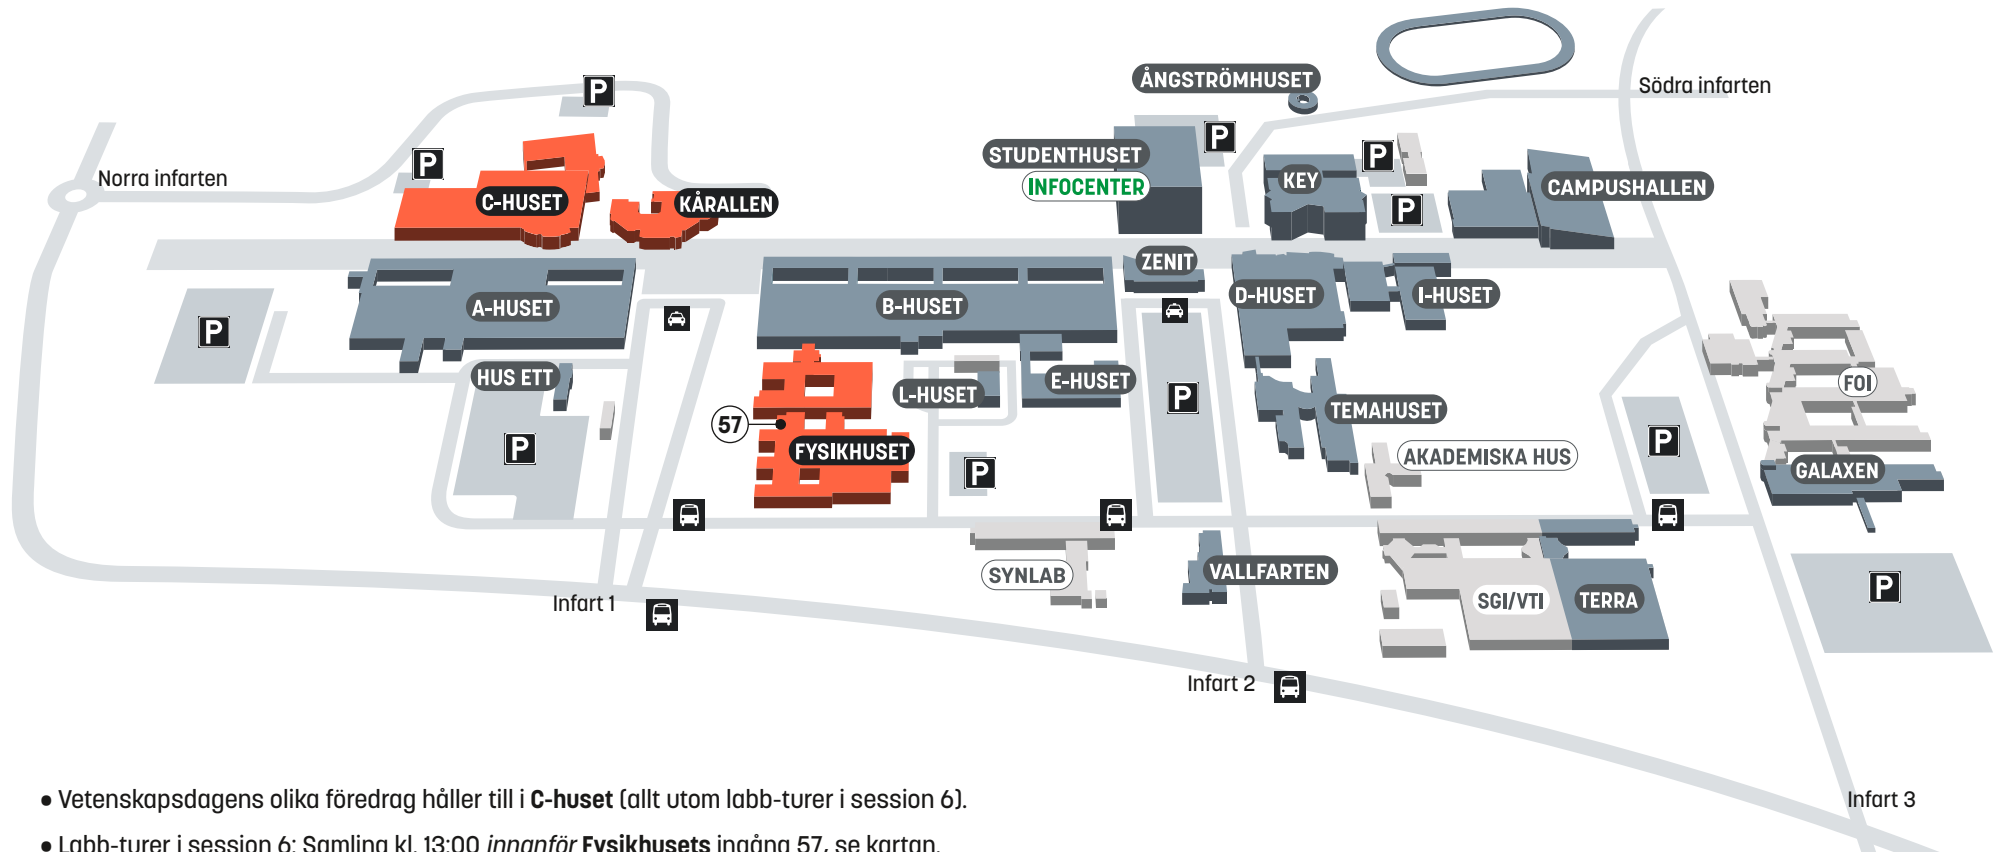 ÅNGSTRÖMHUSET
Södra infarten
P
P
P
P
STUDENTHUSET
INFOCENTER
KEY
CAMPUSHALLEN
Norra infarten
C-HUSET
KÅRALLEN
P
ZENIT
A-HUSET
B-HUSET
D-HUSET
I-HUSET
P
HUS ETT
L-HUSET
E-HUSET
P
TEMAHUSET
FOI
57
FYSIKHUSET
P
P
P
AKADEMISKA HUS
GALAXEN
SYNLAB
VALLFARTEN
SGI/VTI
TERRA
P
Infart 1
Infart 2
Infart 3
• Vetenskapsdagens olika föredrag håller till i C-huset (allt utom labb-turer i session 6).
• Labb-turer i session 6: Samling kl. 13:00 innanför Fysikhusets ingång 57, se kartan.